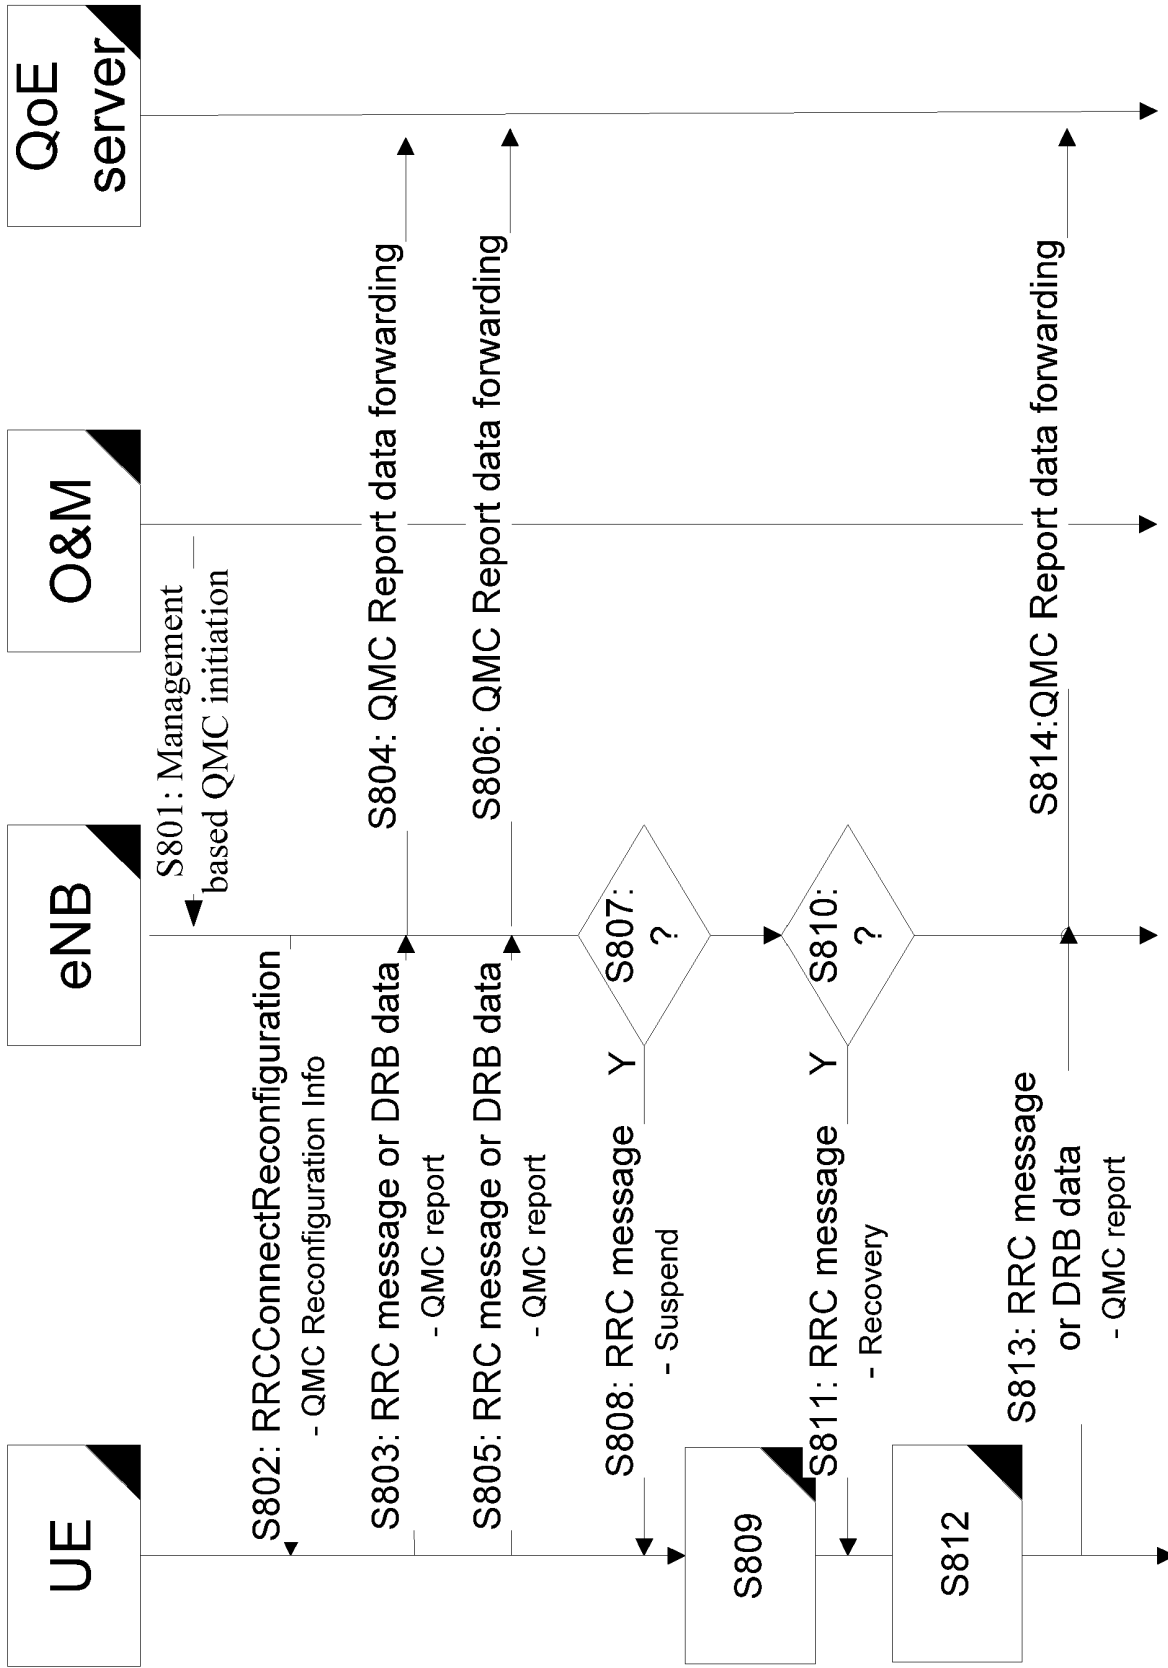 UE
eNB
O&M
QoE
server
S801: Management
based QMC initiation
S802: RRCConnectReconfiguration
- QMC Reconfiguration Info
S803: RRC message or DRB data
- QMC report
S804: QMC Report data forwarding
S805: RRC message or DRB data
- QMC report
S806: QMC Report data forwarding
S807:
?
Y
S808: RRC message
- Suspend
S809
S810:
?
Y
S811: RRC message
- Recovery
S812
S813: RRC message
or DRB data
- QMC report
S814:QMC Report data forwarding